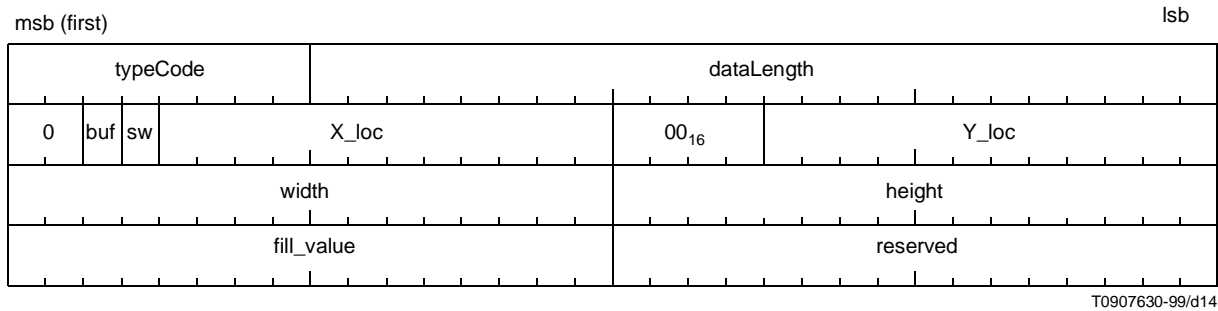 msb (first) lsb
typeCode dataLength
0 buf sw X_loc 00₁₆ Y_loc
width height
fill_value reserved
T0907630-99/d14